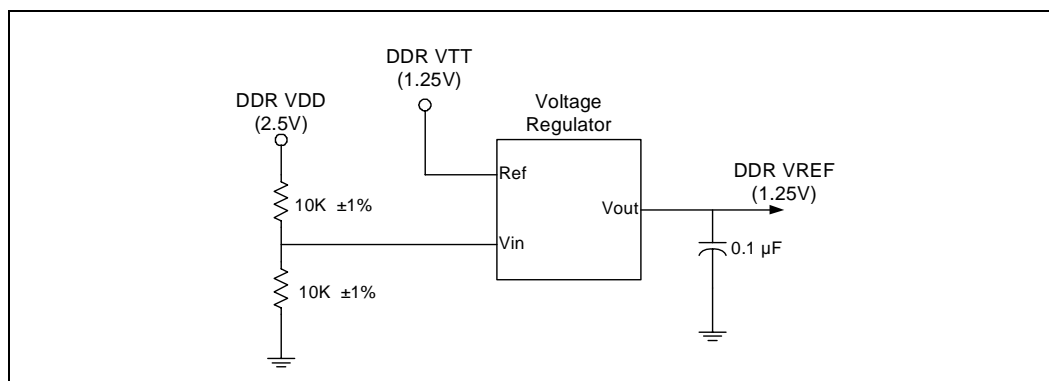 DDR VTT
(1.25V)
DDR VDD
(2.5V)
Voltage
Regulator
Ref
DDR VREF
(1.25V)
10K ±1%
Vout
Vin
0.1 µF
10K ±1%